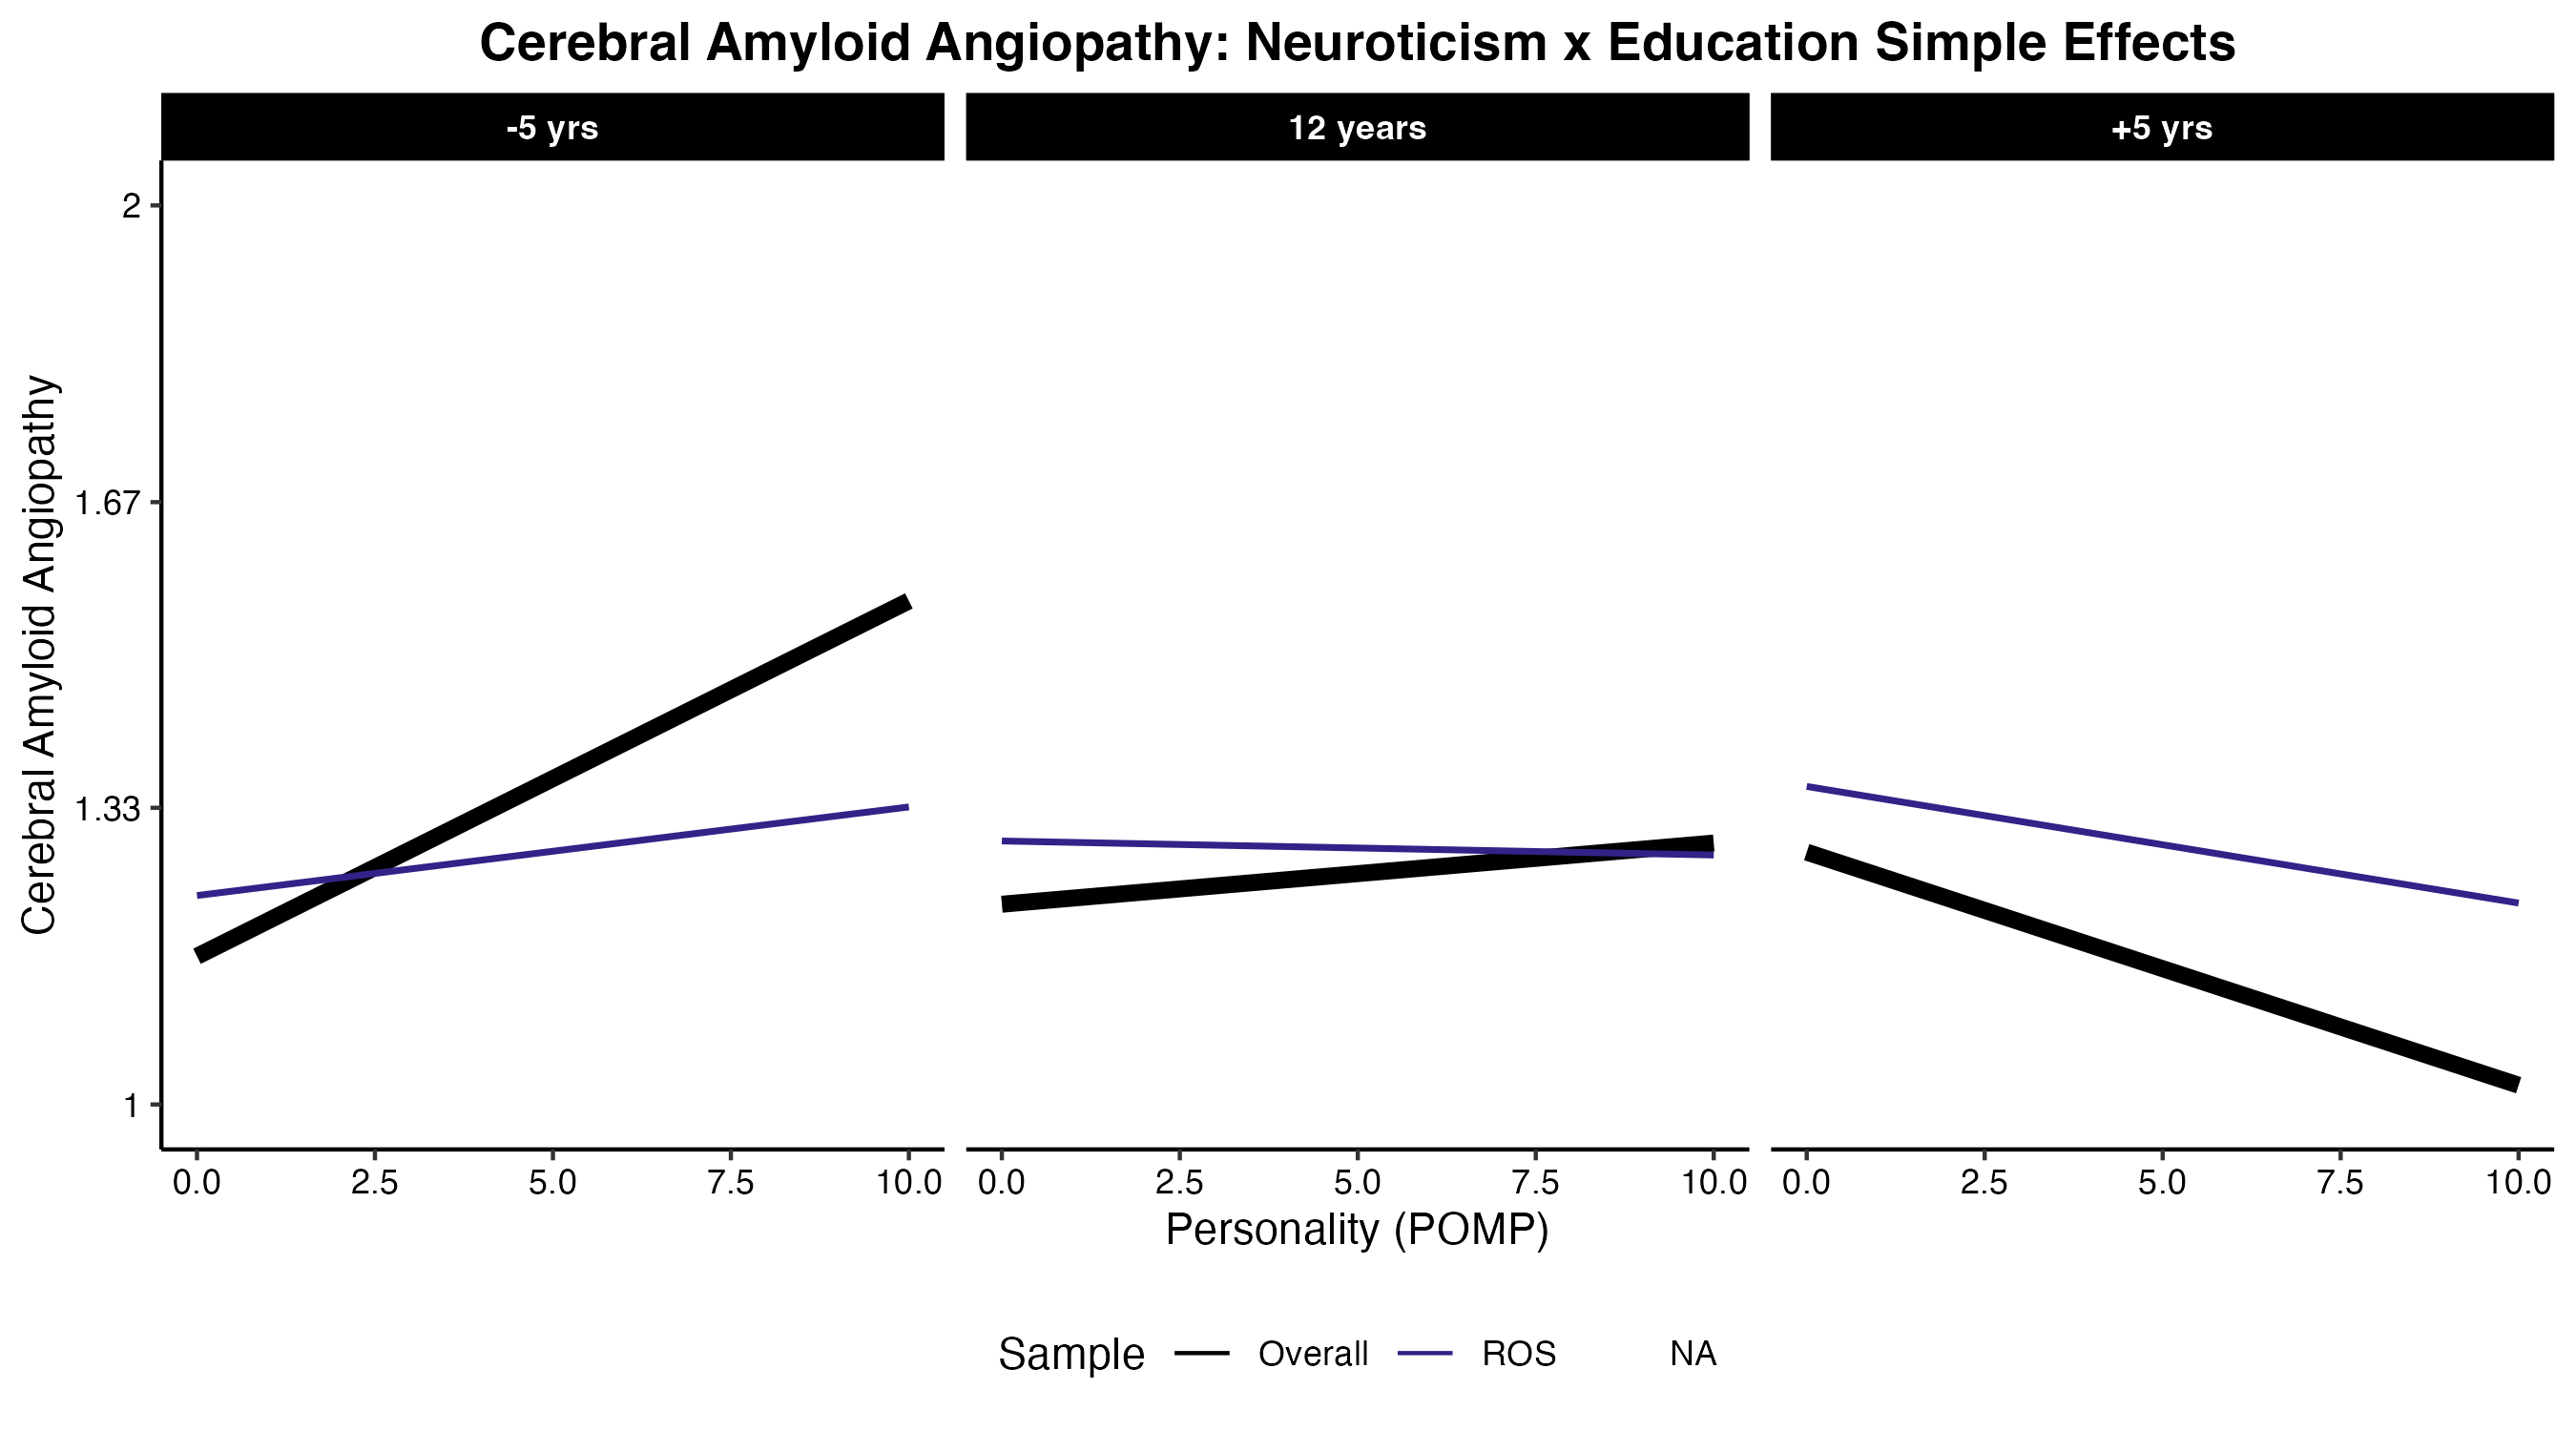 Cerebral Amyloid Angiopathy: Neuroticism x Education Simple Effects
-5 yrs
12 years
+5 yrs
Cerebral Amyloid Angiopathy
2
1.67
1.33
1
0.0 2.5 5.0 7.5 10.0
0.0 2.5 5.0 7.5 10.0
0.0 2.5 5.0 7.5 10.0
Personality (POMP)
Sample Overall ROS NA